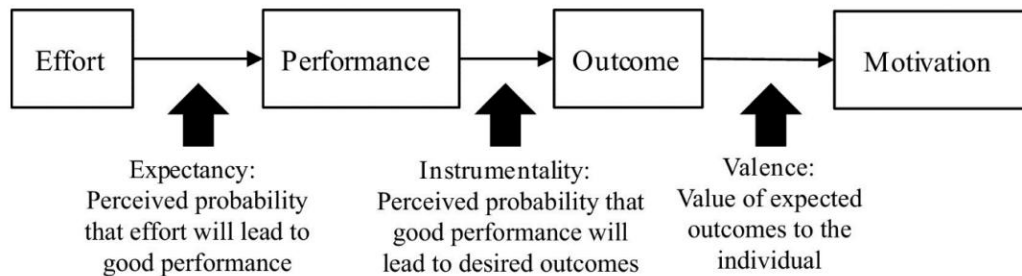 Effort
Performance
Outcome
Motivation
Expectancy:
Perceived probability
that effort will lead to
good performance
Instrumentality:
Perceived probability that
good performance will
lead to desired outcomes
Valence:
Value of expected
outcomes to the
individual